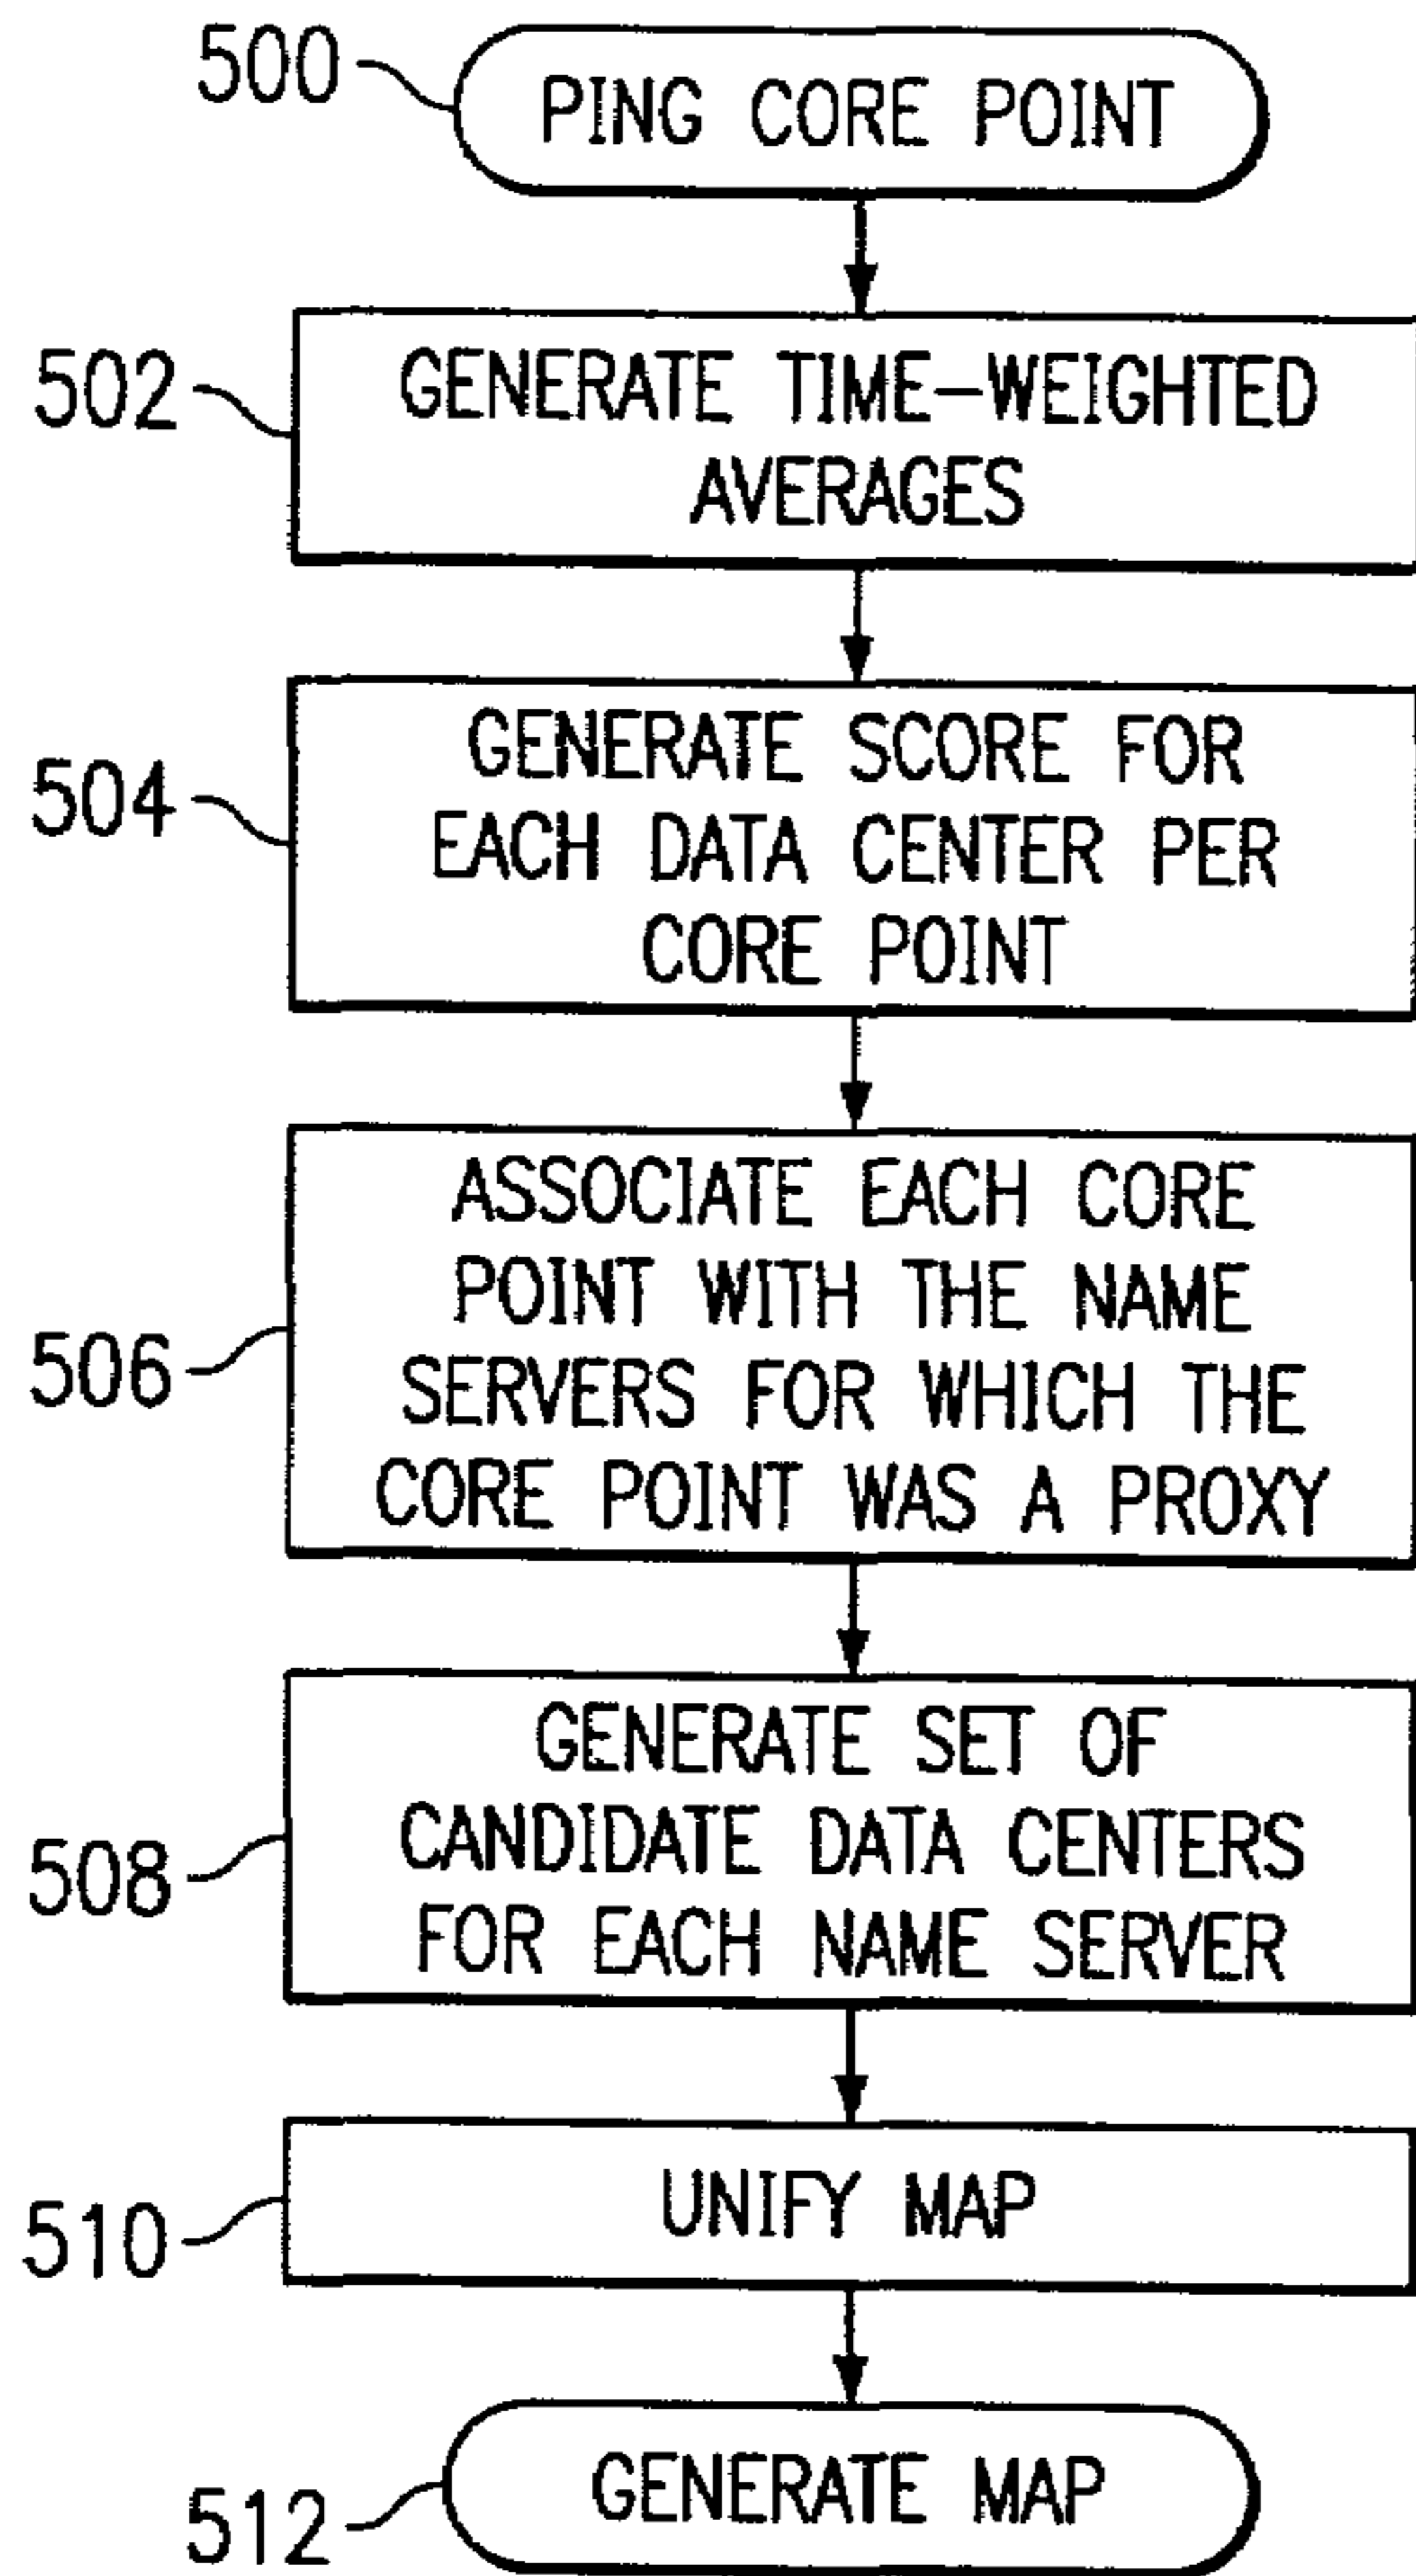 500
PING CORE POINT
502
GENERATE TIME-WEIGHTED
AVERAGES
504
GENERATE SCORE FOR
EACH DATA CENTER PER
CORE POINT
506
ASSOCIATE EACH CORE
POINT WITH THE NAME
SERVERS FOR WHICH THE
CORE POINT WAS A PROXY
508
GENERATE SET OF
CANDIDATE DATA CENTERS
FOR EACH NAME SERVER
510
UNIFY MAP
512
GENERATE MAP